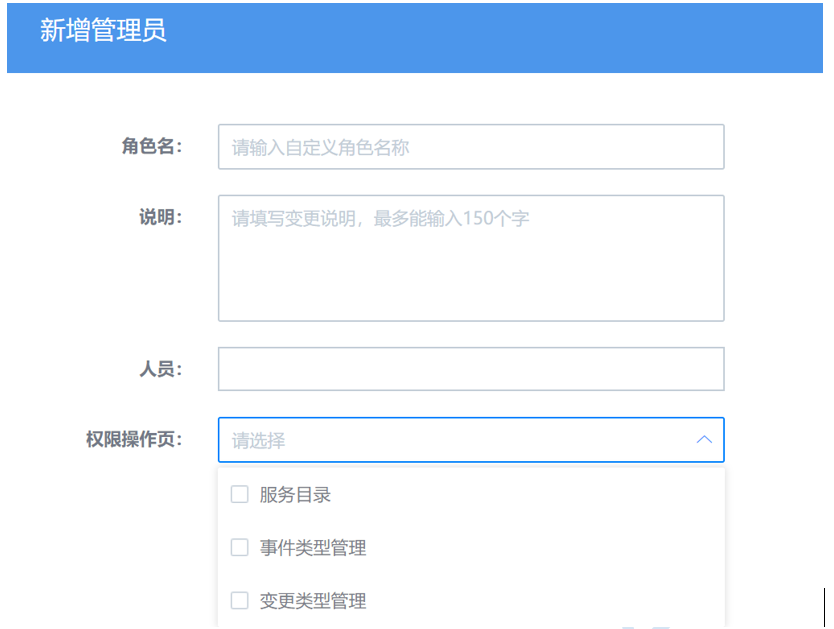 新增管理员
角色名：
请输入自定义角色名称
说明：
请填写变更说明，最多能输入150个字
人员：
权限操作页：
请选择
服务目录
事件类型管理
变更类型管理